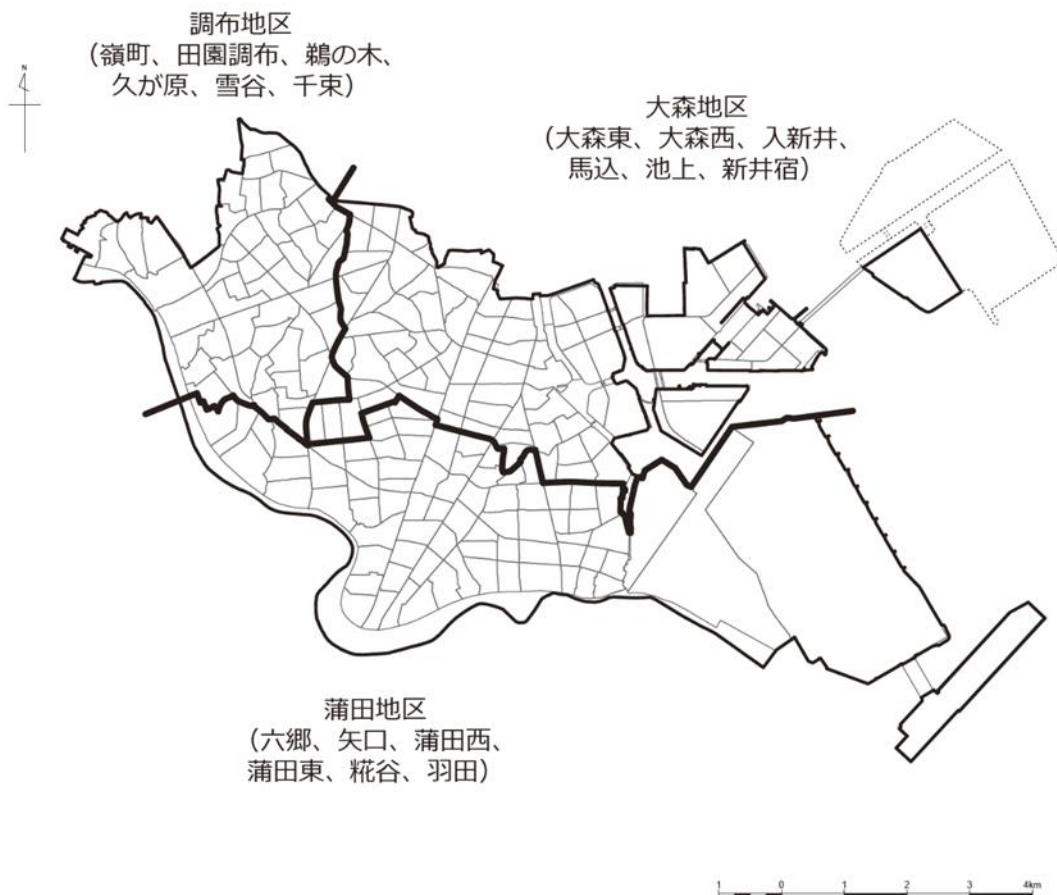 調布地区
（嶺町、田園調布、鵜の木、
久が原、雪谷、千束）
N
大森地区
（大森東、大森西、入新井、
馬込、池上、新井宿）
蒲田地区
（六郷、矢口、蒲田西、
蒲田東、糀谷、羽田）
1 0 1 2 3 4km